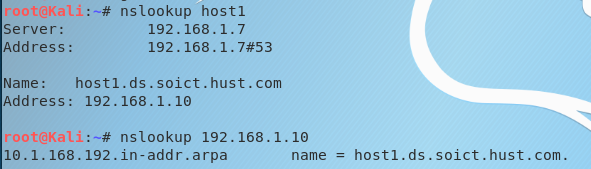 root@Kali:~# nslookup host1
Server:         192.168.1.7
Address:        192.168.1.7#53
Name:   host1.ds.soict.hust.com
Address: 192.168.1.10
root@Kali:~# nslookup 192.168.1.10
10.1.168.192.in-addr.arpa       name = host1.ds.soict.hust.com.